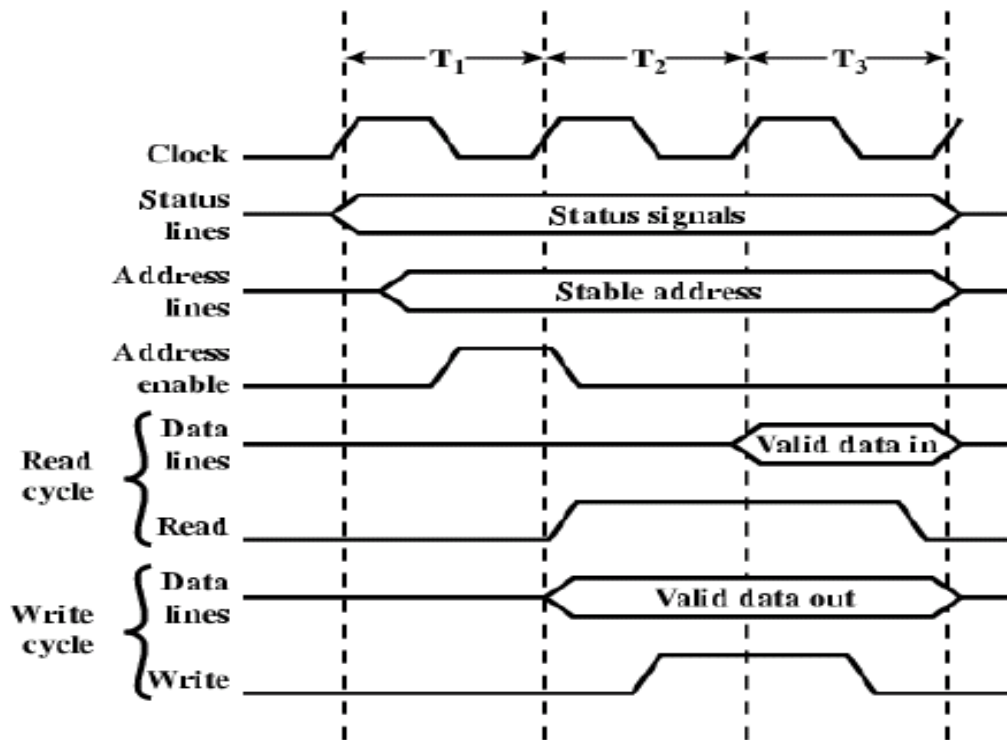 T1 T2 T3
Clock
Status
lines
Status signals
Address
lines
Stable address
Address
enable
Read
cycle
Data
lines
Valid data in
Read
Write
cycle
Data
lines
Valid data out
Write